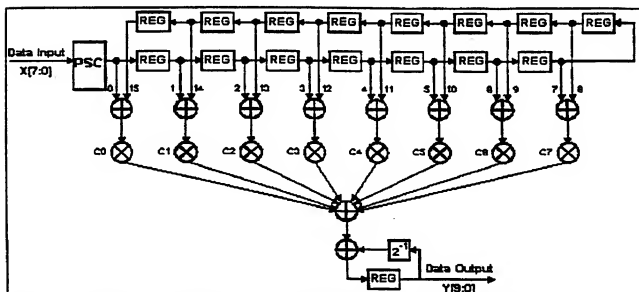 REG REG REG REG REG REG REG REG
Data Input
X[7:0]
PSC
REG REG REG REG REG REG REG
0 15 1 14 2 13 3 12 4 11 5 10 6 9 7 8
C0 C1 C2 C3 C4 C5 C6 C7
2-1
REG
Data Output
Y[9:0]